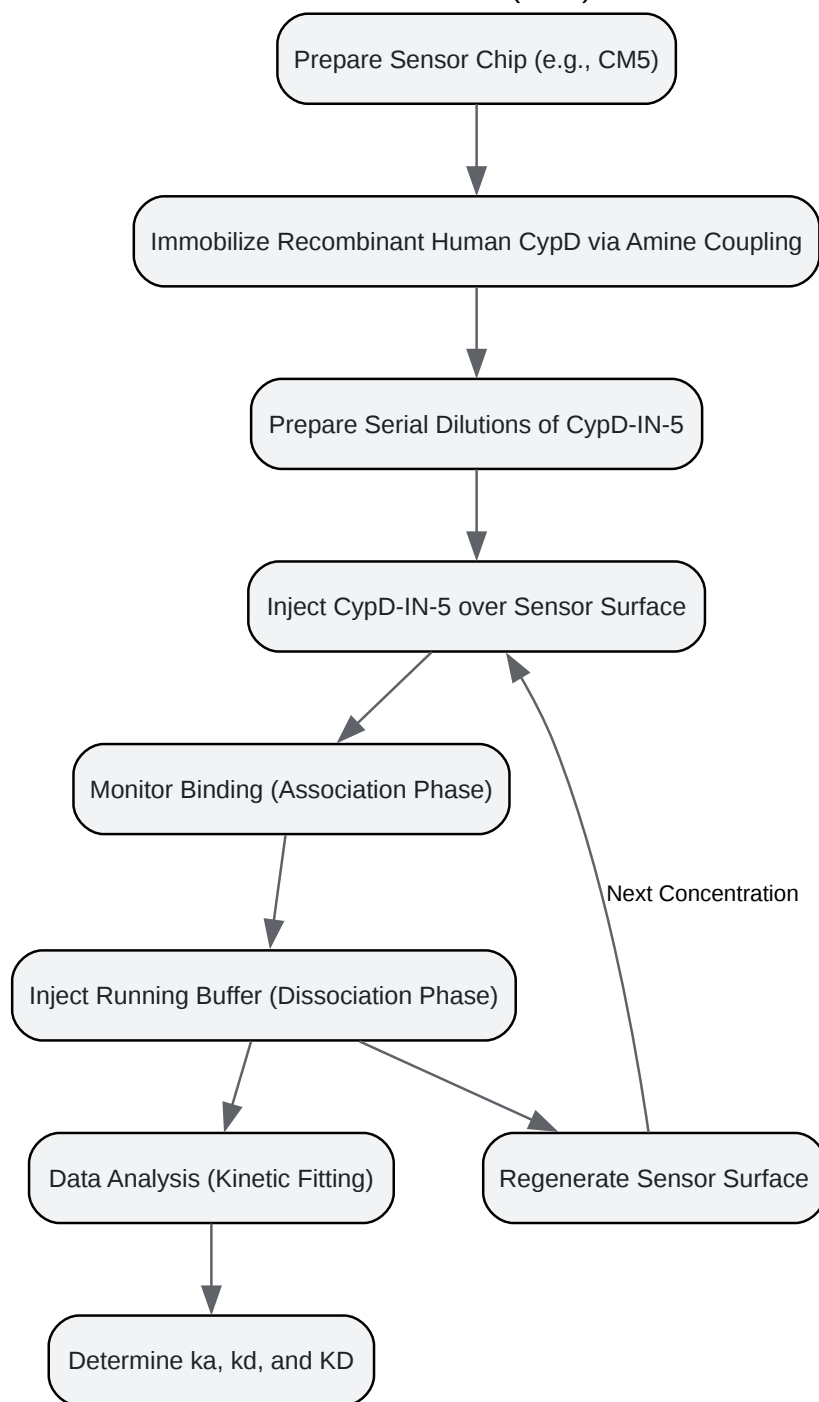 Prepare Sensor Chip (e.g., CM5)
Immobilize Recombinant Human CypD via Amine Coupling
Prepare Serial Dilutions of CypD-IN-5
Inject CypD-IN-5 over Sensor Surface
Monitor Binding (Association Phase)
Next Concentration
Inject Running Buffer (Dissociation Phase)
Data Analysis (Kinetic Fitting)
Regenerate Sensor Surface
Determine ka, kd, and KD